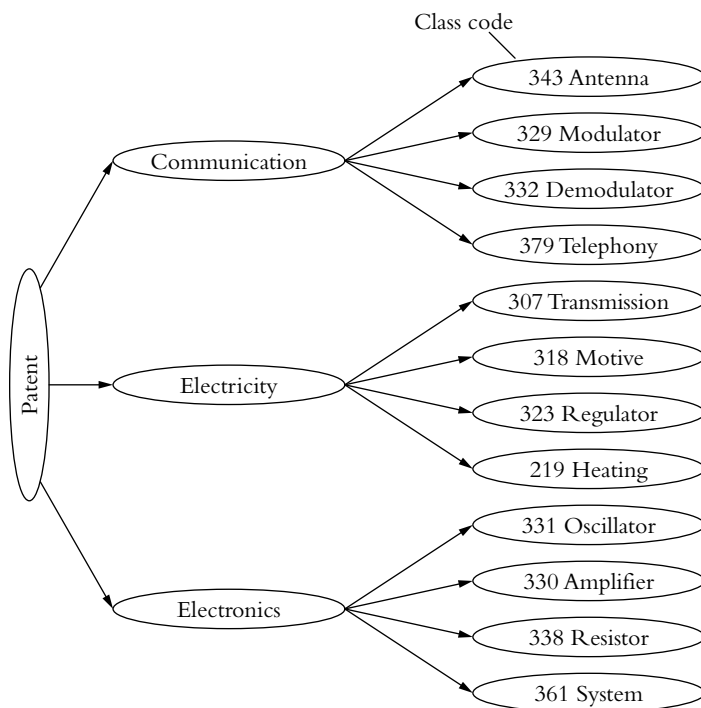 Class code
343 Antenna
329 Modulator
Communication
332 Demodulator
379 Telephony
307 Transmission
318 Motive
Patent
Electricity
323 Regulator
219 Heating
331 Oscillator
330 Amplifier
Electronics
338 Resistor
361 System